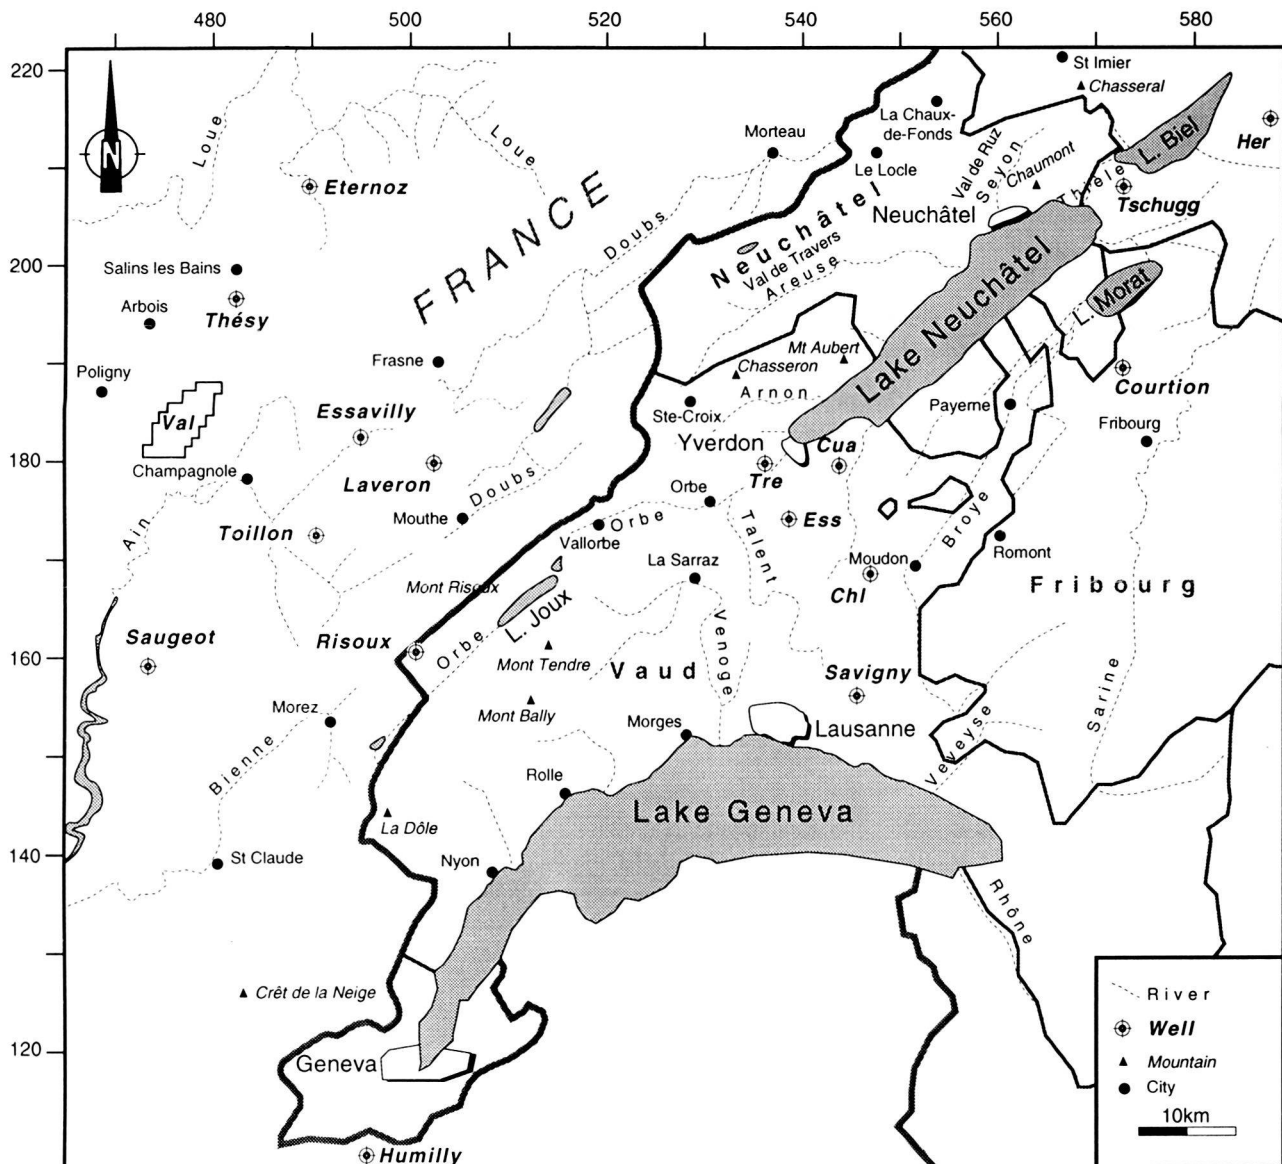 480 500 520 540 560 580
220
200
180
160
140
120
N
Loue
Loue
Eternoz
FRANCE
Morteau
La Chaux-
de-Fonds
Le Locle
St Imier
Chasseral
Her
L. Biel
Val de Ruz
Seyon
Chaumont
Thièle
Tschugg
Neuchâtel
Neuchâtel
Val de Travers
Areuse
Doubs
Salins les Bains
Arbois
Thésy
Lake Neuchâtel
L. Morat
Frasne
Poligny
Mt Aubert
Chasseron
Arnon
Courtion
Essavilly
Val
Ste-Croix
Payerne
Fribourg
Yverdon
Cua
Champagnole
Laveron
Doubs
Tre
Orbe
Ain
Mouthe
Orbe
Ess
Broye
Toillon
Vallorbe
Talent
Romont
La Sarraz
Moudon
Mont Risoux
Chl
Fribourg
L. Joux
Saugeot
Risoux
Orbe
Venoge
Mont Tendre
Vaud
Savigny
Sarine
Morez
Mont Bally
Morges
Lausanne
Bienne
Veveyse
Rolle
Lake Geneva
La Dôle
St Claude
Nyon
Rhône
Crêt de la Neige
Geneva
Humilly
River
Well
Mountain
City
10km